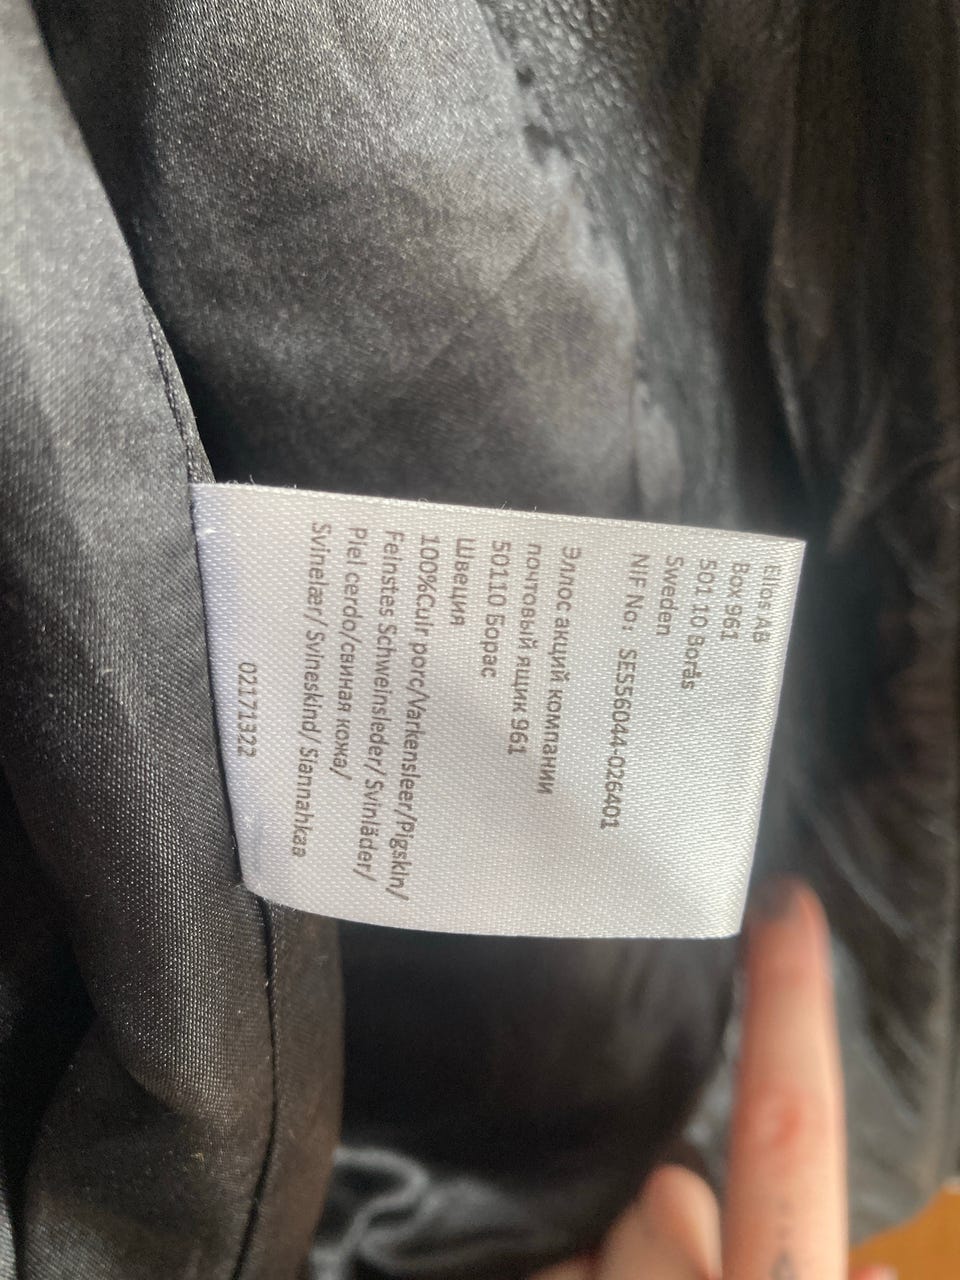 Ellos AB
Box 961
501 10 Borås
Sweden
NIF No: SE556044-026401
Эллос акций компании
почтовый ящик 961
50110 Борас
Швеция
100%Cuir porc/Varkensleer/Pigskin/
Feinstes Schweinsleder/ Svinläder/
Piel cerdo/свиная кожа/
Svinelær/ Svineskind/ Siannahkaa
02171322